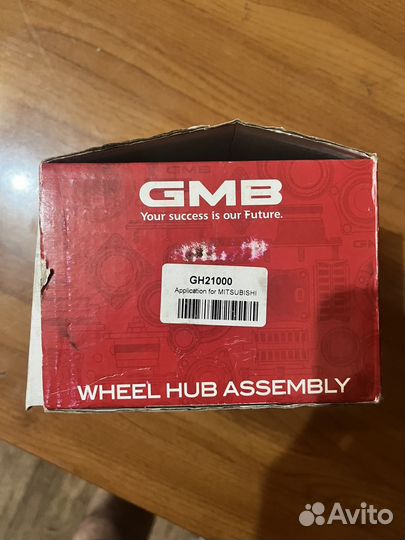 GMB
Your success is our Future.
GH21000
Application for MITSUBISHI
WHEEL HUB ASSEMBLY
Avito